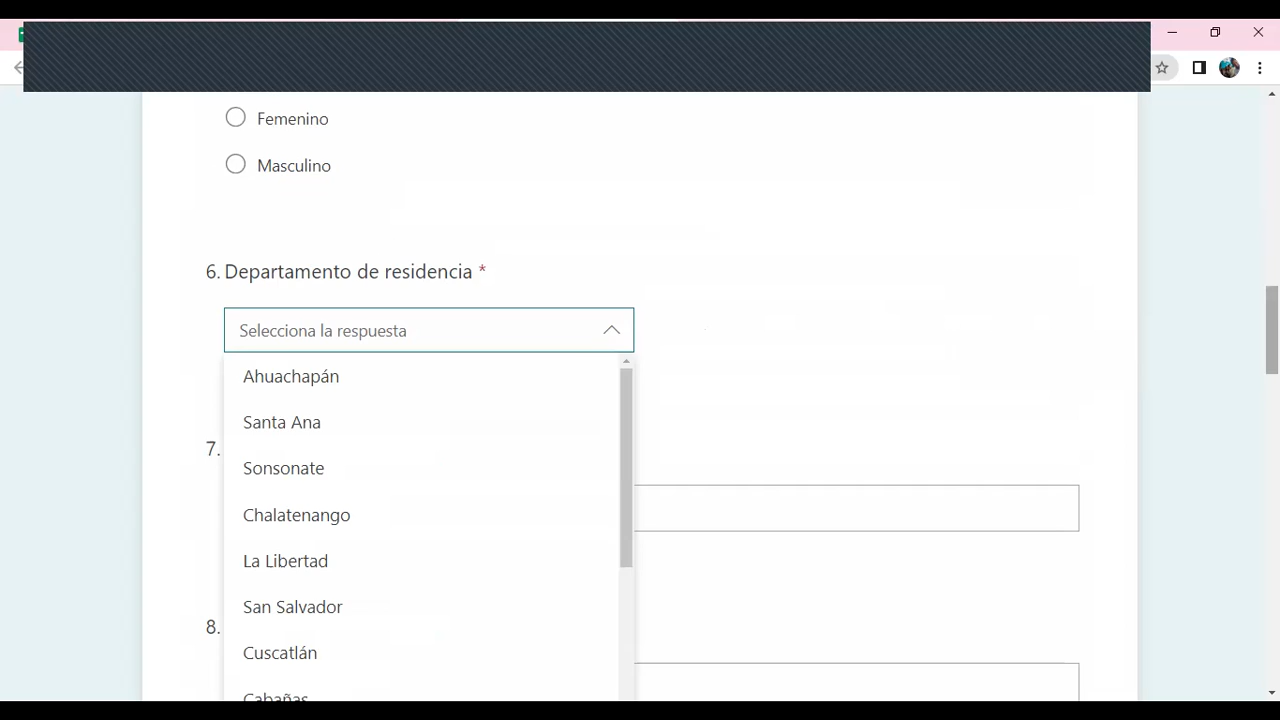 Femenino
Masculino
6. Departamento de residencia *
Selecciona la respuesta
Ahuachapán
Santa Ana
7.
Sonsonate
Chalatenango
La Libertad
San Salvador
8.
Cuscatlán
Cabañas